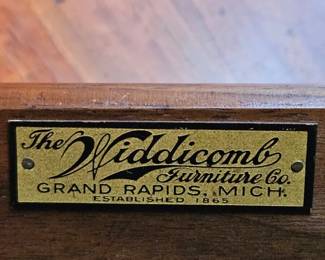 The Widdicomb
Furniture Co.
GRAND RAPIDS, MICH.
ESTABLISHED 1865